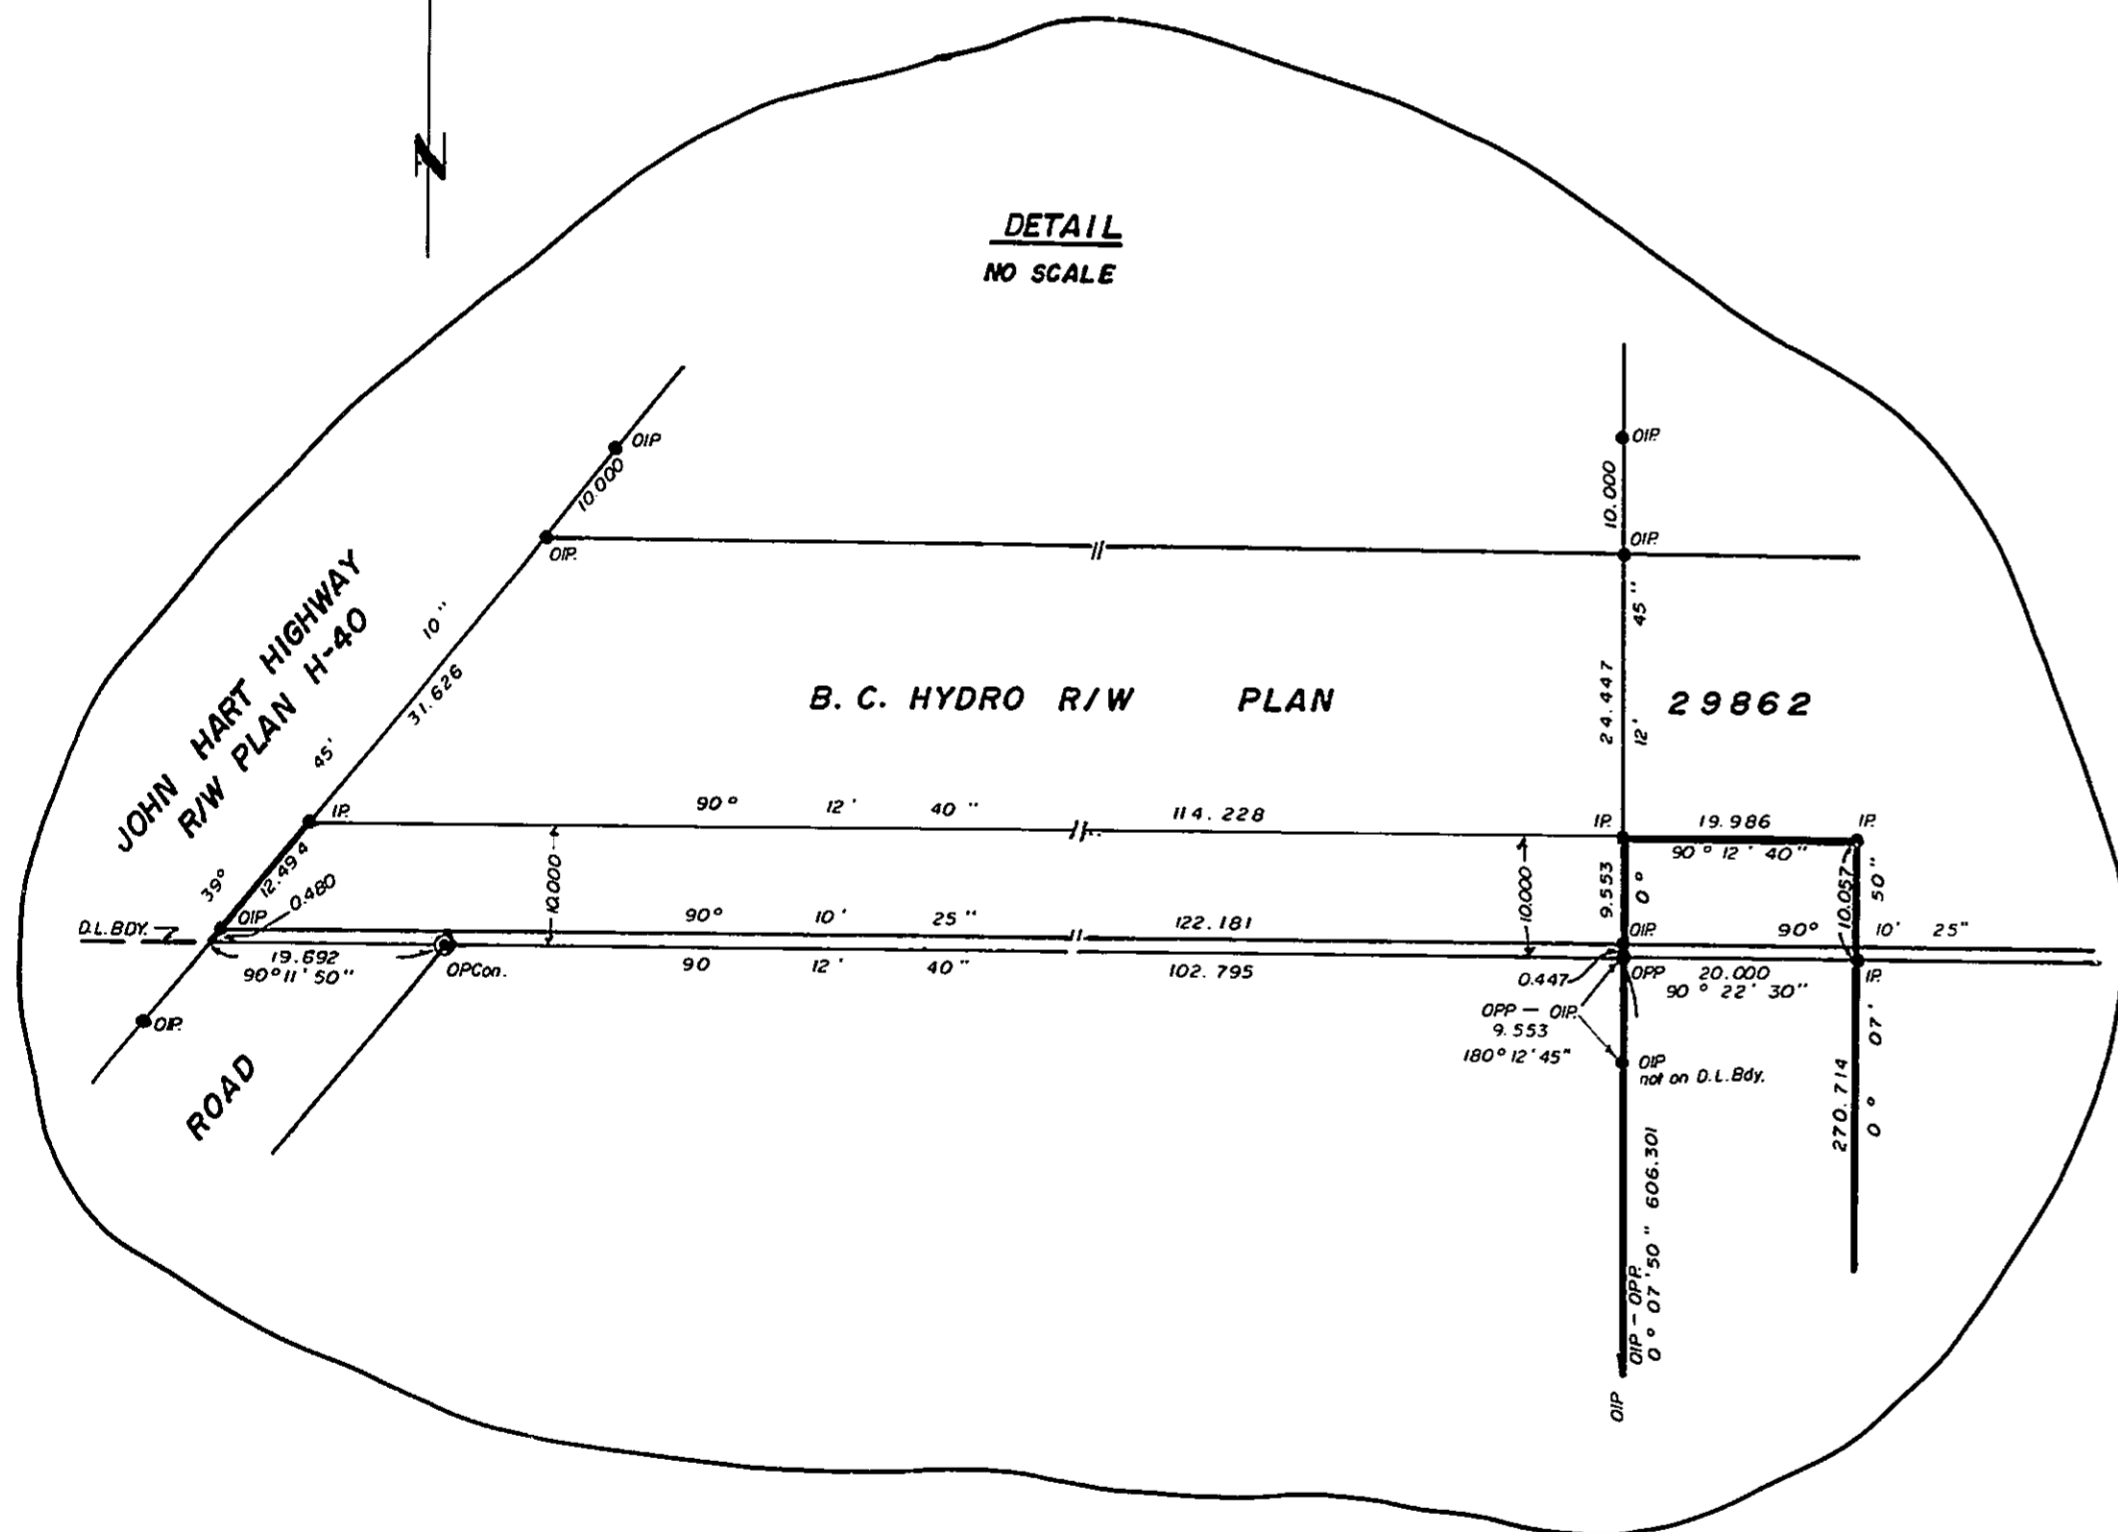 N
DETAIL
NO SCALE
OIP
10.000
OIP.
OIP.
10.000
OIP.
JOHN HART HIGHWAY
R/W PLAN H-40
39° 45' 10"
31.626
B. C. HYDRO R/W PLAN 29862
24.447
0° 12' 45"
IP.
90° 12' 40" 114.228
IP.
19.986
90° 12' 40"
IP.
12.494
0.480
10.000
10.000
9.553
10.057
D.L.BDY.
OIP
90° 10' 25" 122.181
OIP.
90° 10' 25"
19.692
90° 11' 50"
OPCon.
90 12' 40" 102.795
0.447
OPP
20.000
90° 22' 30"
IP.
OIP.
OPP - OIP.
9.553
180° 12' 45"
OIP
not on D.L.Bdy.
ROAD
270.714
0° 07' 50"
OIP - OPP.
0° 07' 50" 606.301
OIP